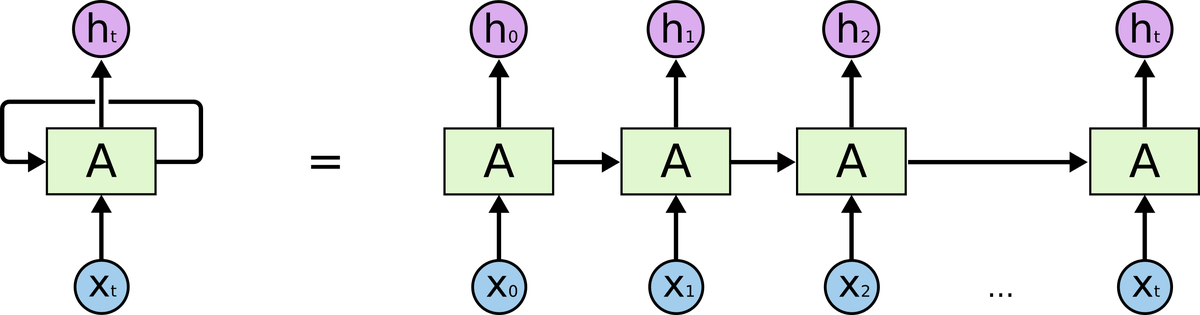 ht h0 h1 h2 ht
A = A A A A
xt x0 x1 x2 ... xt